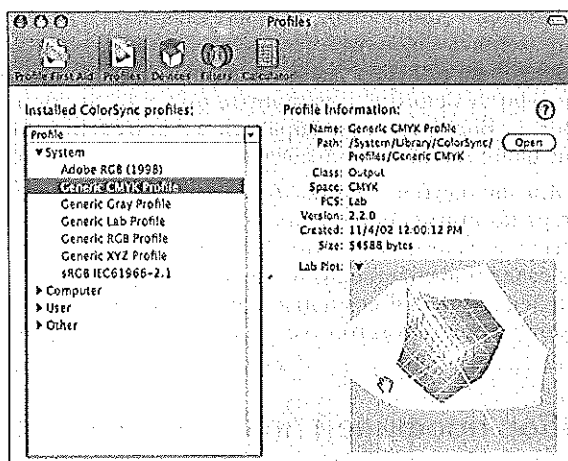 Profiles
Profile First Aid Profiles Devices Filters Calculator
Installed ColorSync profiles:
Profile
System
Adobe RGB (1998)
Generic CMYK Profile
Generic Gray Profile
Generic Lab Profile
Generic RGB Profile
Generic XYZ Profile
sRGB IEC61966-2.1
Computer
User
Other
Profile Information:
?
Name: Generic CMYK Profile
Path: /System/Library/ColorSync/
Profiles/Generic CMYK
Open
Class: Output
Space: CMYK
PCS: Lab
Version: 2.2.0
Created: 11/4/02 12:00:12 PM
Size: 54588 bytes
Lab Plot: